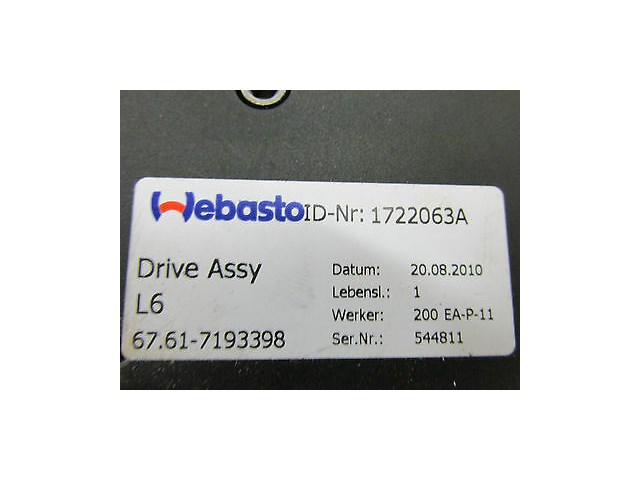 Webasto ID-Nr: 1722063A
Drive Assy Datum: 20.08.2010
L6 Lebensl.: 1
Werker: 200 EA-P-11
67.61-7193398 Ser.Nr.: 544811